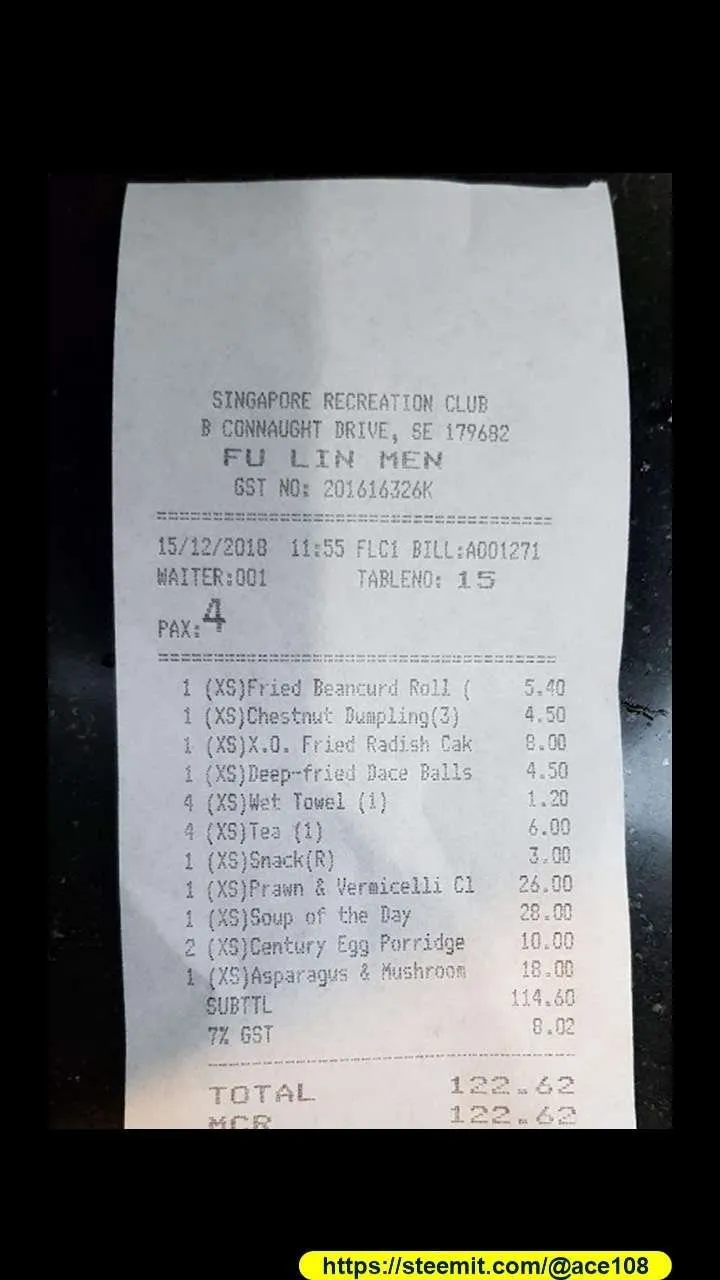 SINGAPORE RECREATION CLUB
B CONNAUGHT DRIVE, SE 179682
FU LIN MEN
GST NO: 201616326K
===================================
15/12/2018 11:55 FLC1 BILL:A001271
WAITER:001 TABLENO: 15
PAX:4
===================================
1 (XS)Fried Beancurd Roll ( 5.40
1 (XS)Chestnut Dumpling(3) 4.50
1 (XS)X.O. Fried Radish Cak 8.00
1 (XS)Deep-fried Dace Balls 4.50
4 (XS)Wet Towel (1) 1.20
4 (XS)Tea (1) 6.00
1 (XS)Snack(R) 3.00
1 (XS)Prawn & Vermicelli Cl 26.00
1 (XS)Soup of the Day 28.00
2 (XS)Century Egg Porridge 10.00
1 (XS)Asparagus & Mushroom 18.00
SUBTTL 114.60
7% GST 8.02
-----------------------------------
TOTAL 122.62
MCR 122.62
https://steemit.com/@ace108